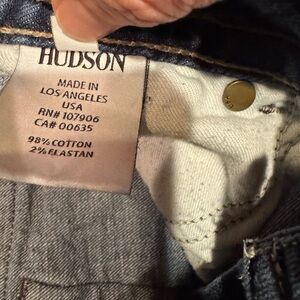 HUDSON
MADE IN
LOS ANGELES
USA
RN# 107906
CA# 00635
98% COTTON
2% ELASTAN